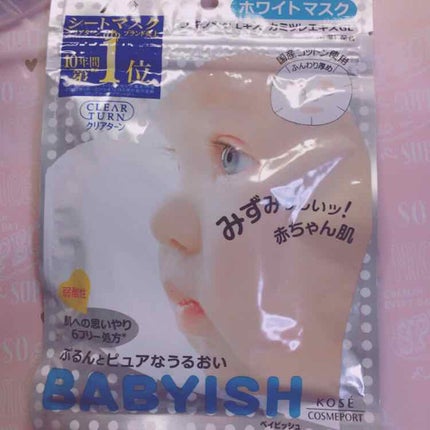 シートマスク
10年間
第1位
CLEAR
TURN
クリアターン
ホワイトマスク
国産コットン使用
ふんわり厚め
みずみずしいッ!
赤ちゃん肌
弱酸性
肌への思いやり
6フリー処方
ぷるんとピュアなうるおい
BABYISH
ベイビッシュ
KOSÉ
COSMEPORT